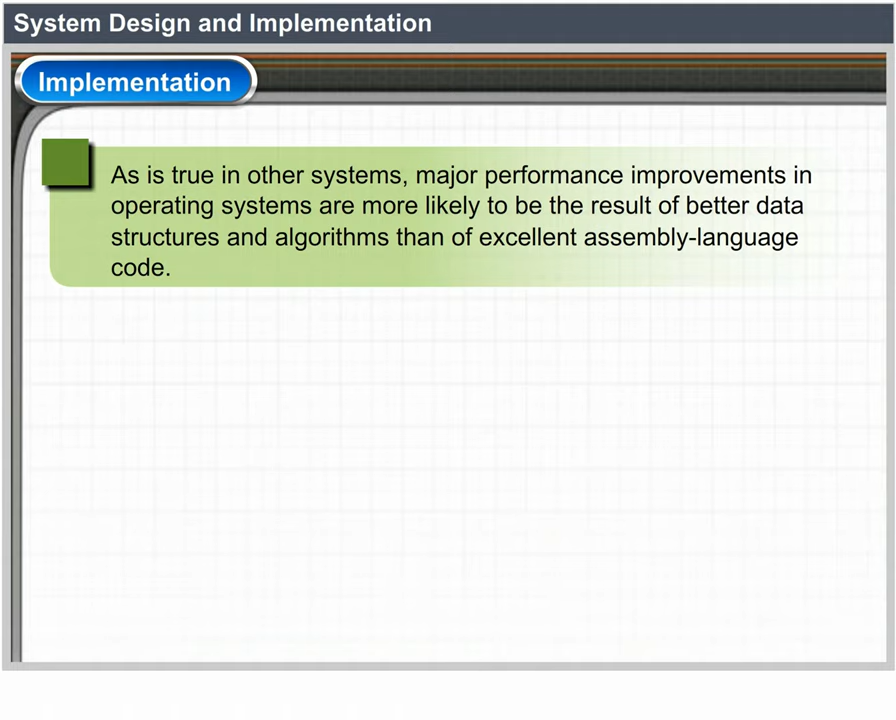 System Design and Implementation
Implementation
As is true in other systems, major performance improvements in
operating systems are more likely to be the result of better data
structures and algorithms than of excellent assembly-language
code.